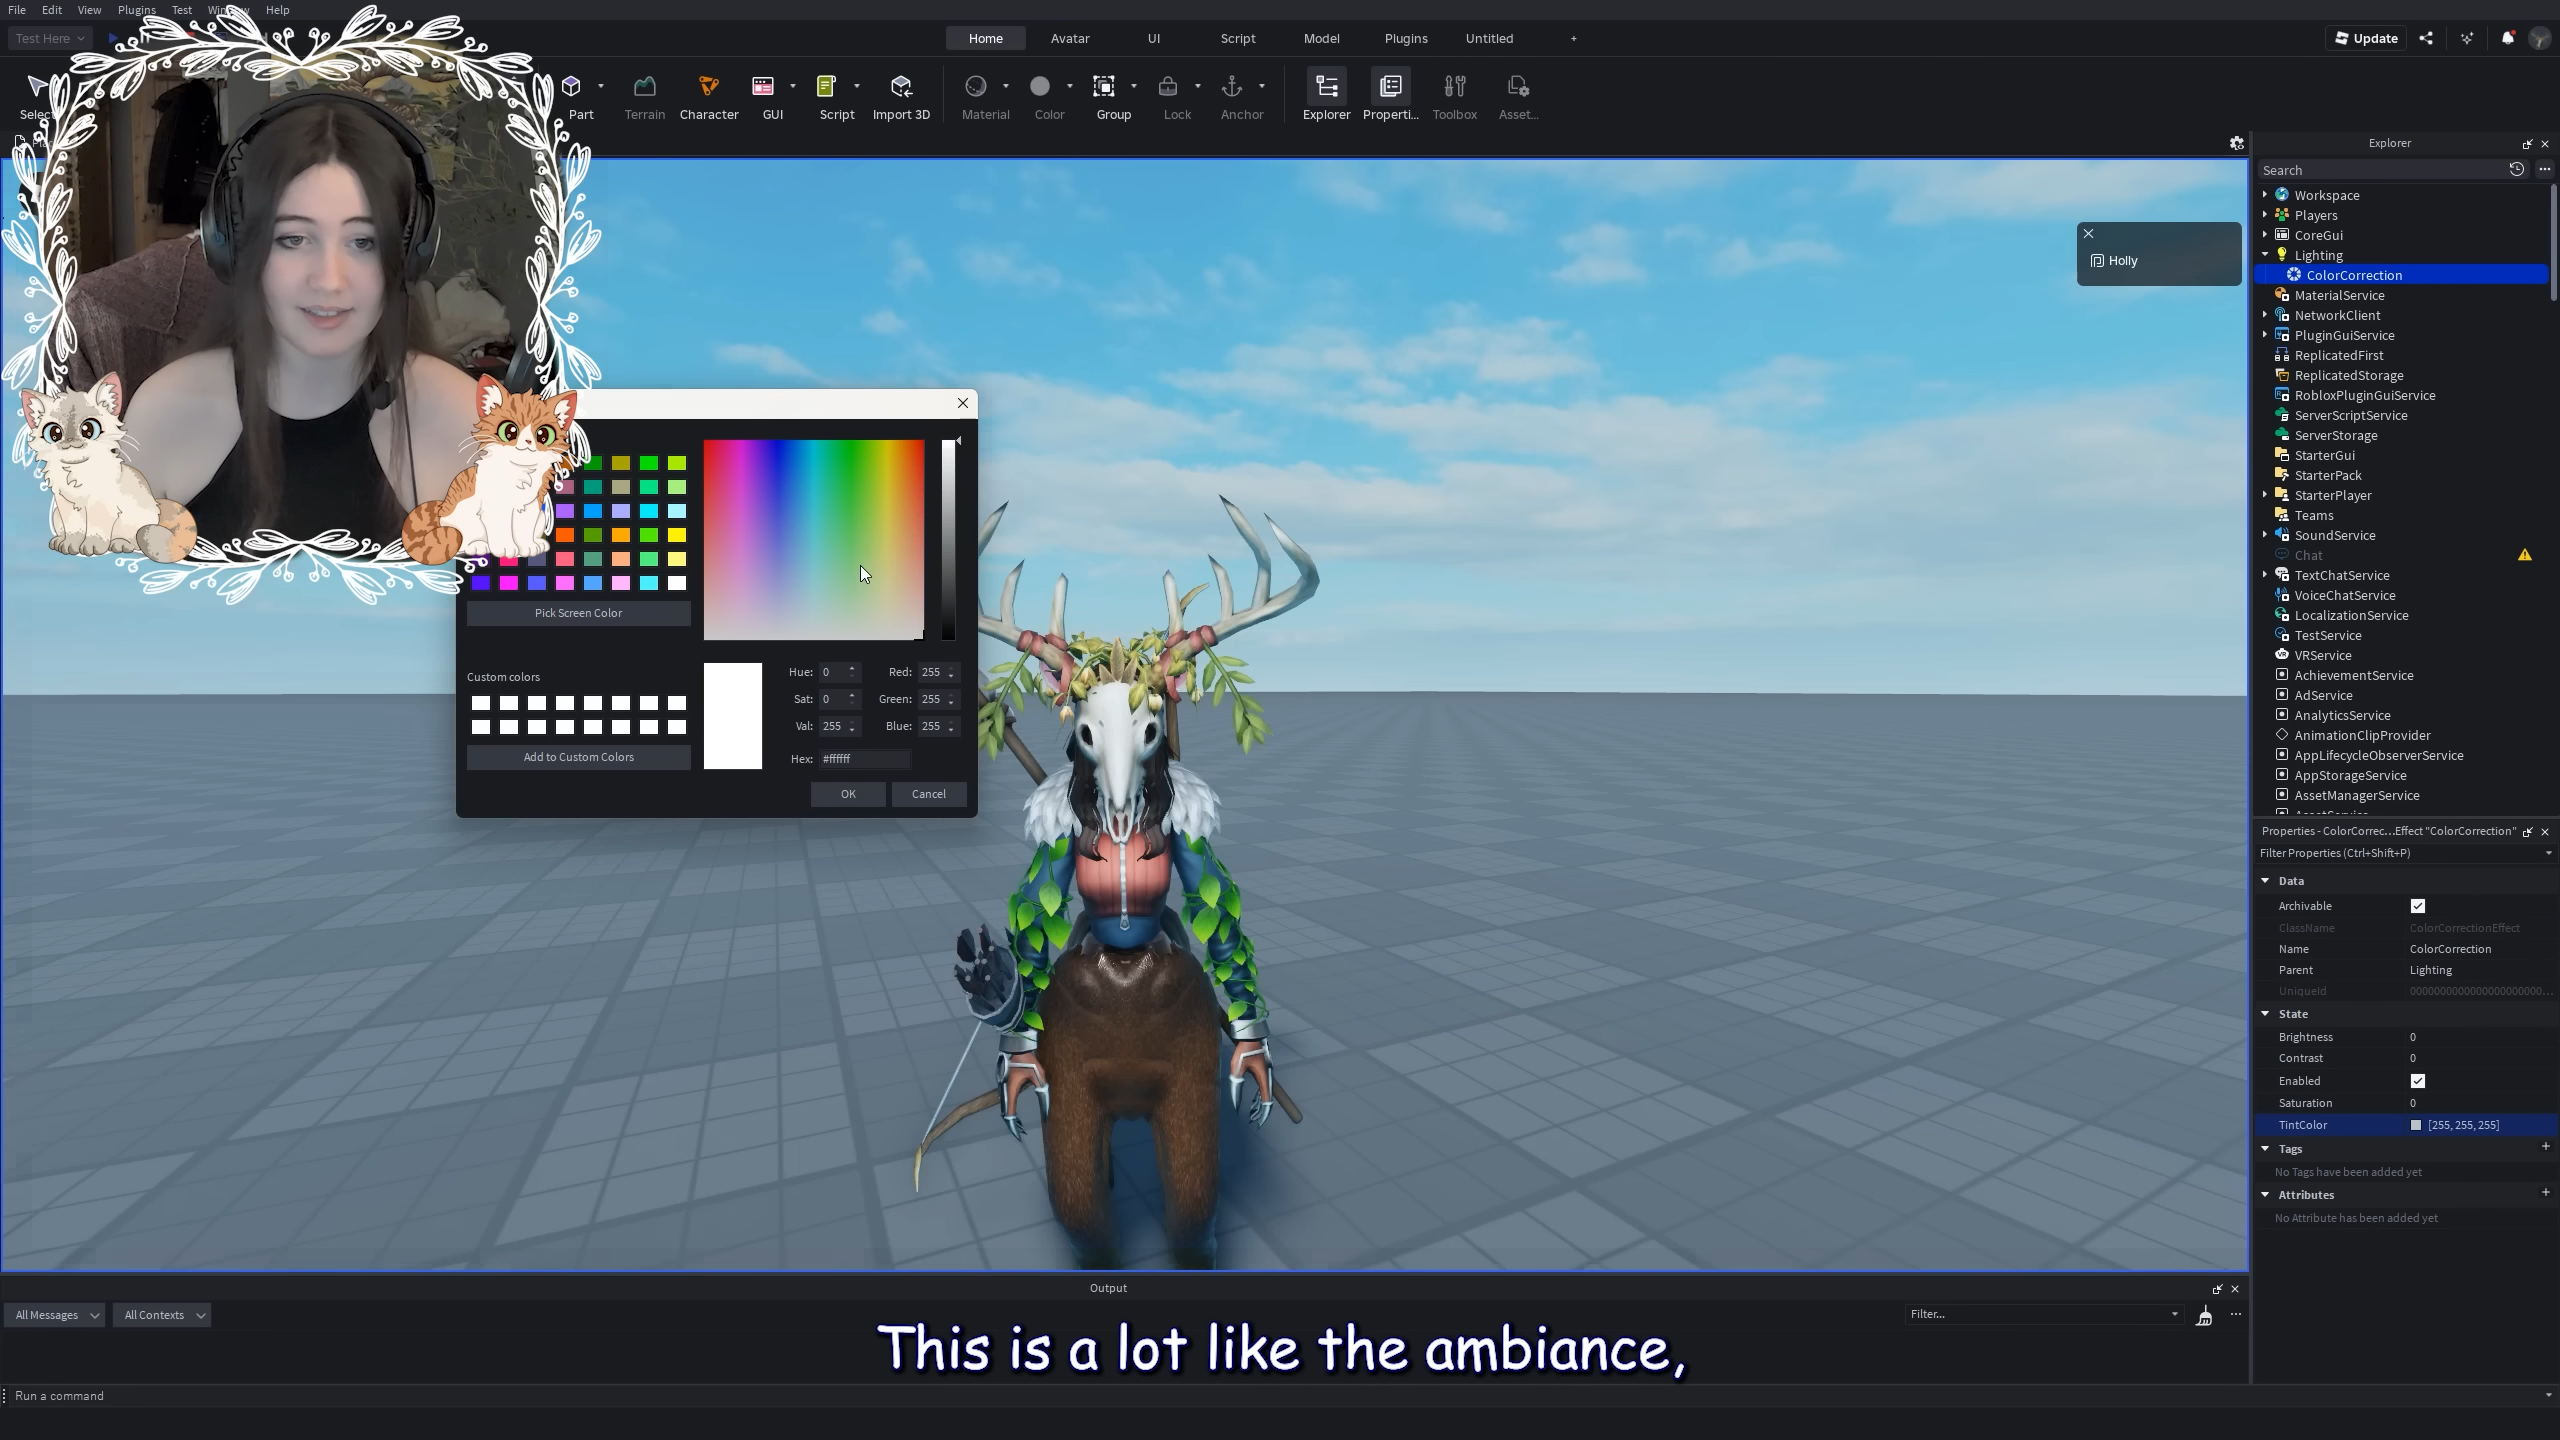 File Edit View Plugins Test Help
Test Here
Home Avatar UI Script Model Plugins Untitled +
Update
Select
Part Terrain Character GUI Script Import 3D Material Color Group Lock Anchor Explorer Properti... Toolbox Asset...
Explorer
Search
Workspace
Players
CoreGui
Lighting
ColorCorrection
MaterialService
NetworkClient
PluginGuiService
ReplicatedFirst
ReplicatedStorage
RobloxPluginGuiService
ServerScriptService
ServerStorage
StarterGui
StarterPack
StarterPlayer
Teams
SoundService
Chat
TextChatService
VoiceChatService
LocalizationService
TestService
VRService
AchievementService
AdService
AnalyticsService
AnimationClipProvider
AppLifecycleObserverService
AppStorageService
AssetManagerService
Holly
Pick Screen Color
Custom colors
Add to Custom Colors
Hue: 0 Red: 255
Sat: 0 Green: 255
Val: 255 Blue: 255
Hex: #ffffff
OK Cancel
Properties - ColorCorrec...Effect "ColorCorrection"
Filter Properties (Ctrl+Shift+P)
Data
Archivable
ClassName ColorCorrectionEffect
Name ColorCorrection
Parent Lighting
UniqueId
State
Brightness 0
Contrast 0
Enabled
Saturation 0
TintColor [255, 255, 255]
Tags
No Tags have been added yet
Attributes
No Attribute has been added yet
Output
All Messages All Contexts Filter...
This is a lot like the ambiance,
Run a command